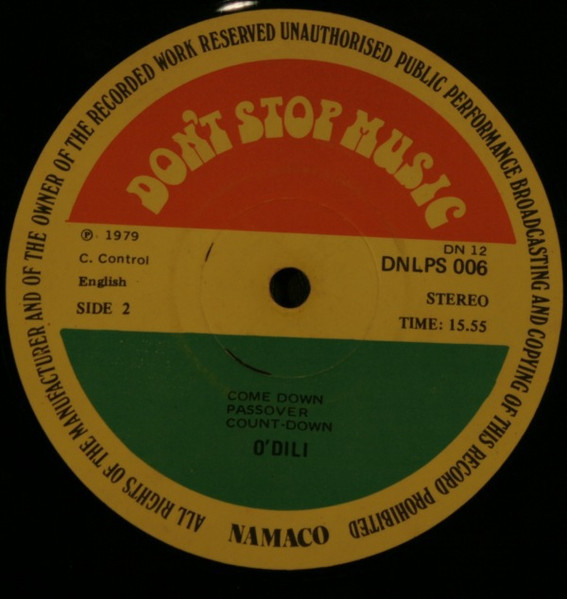 ALL RIGHTS OF THE MANUFACTURER AND OF THE OWNER OF THE RECORDED WORK RESERVED UNAUTHORISED PUBLIC PERFORMANCE BROADCASTING AND COPYING OF THIS RECORD PROHIBITED
DON'T STOP MUSIC
℗. 1979
C. Control
English
SIDE 2
DN 12
DNLPS 006
STEREO
TIME: 15.55
COME DOWN
PASSOVER
COUNT-DOWN
O'DILI
NAMACO